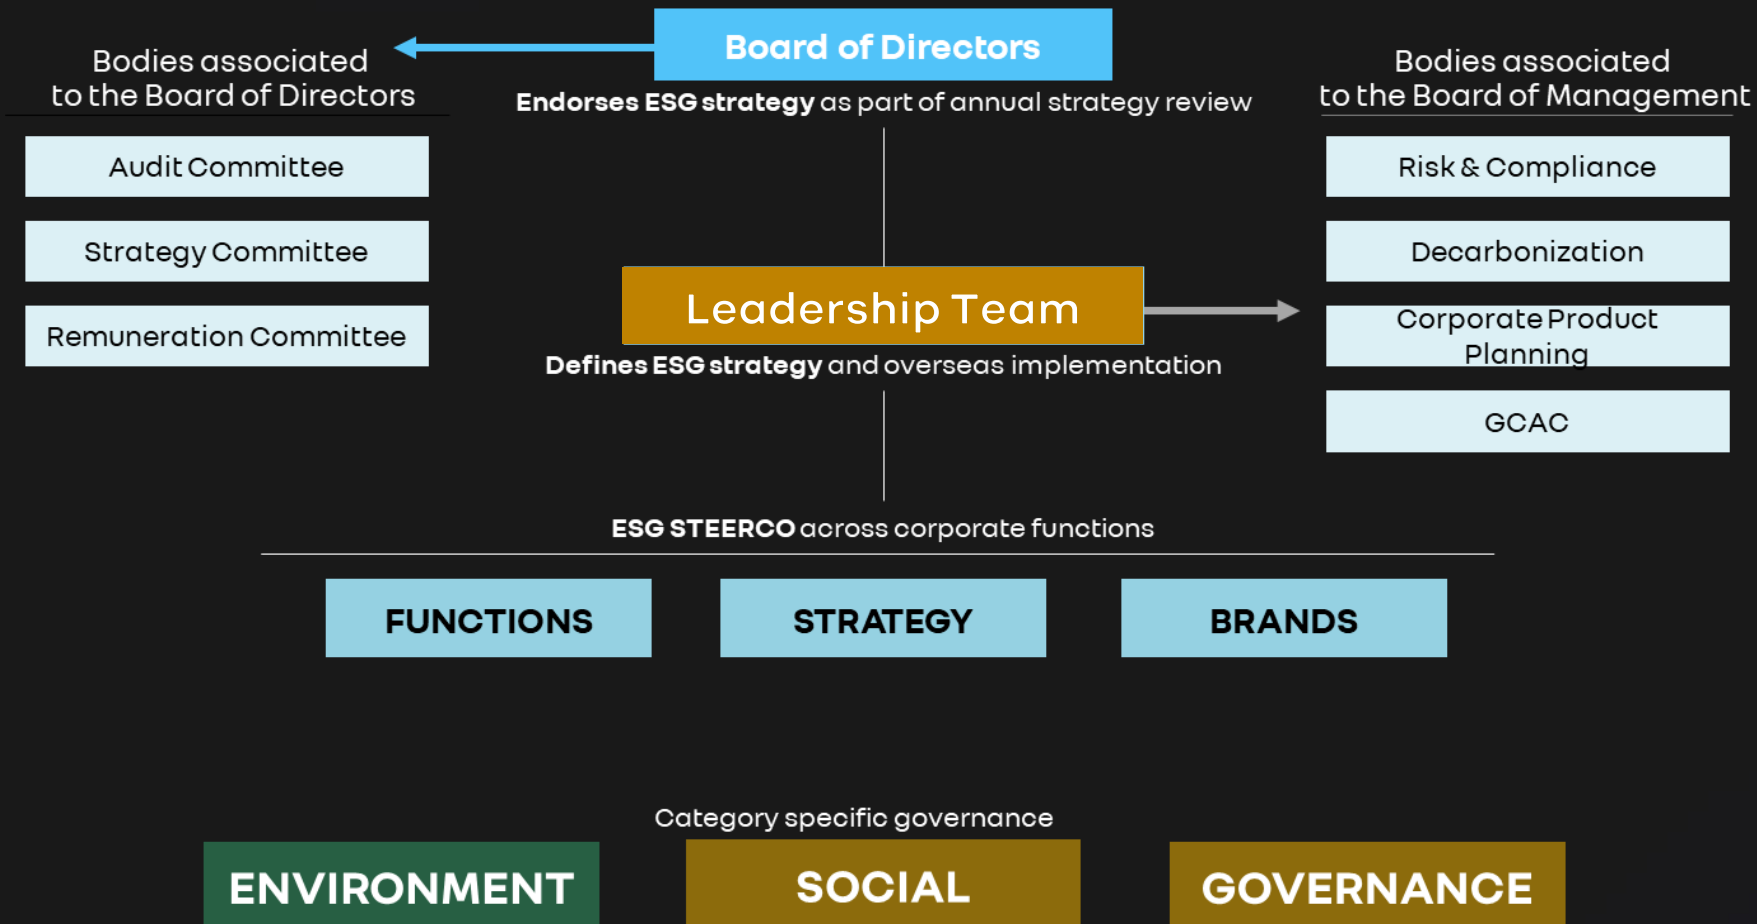 Board of Directors
Endorses ESG strategy as part of annual strategy review
Bodies associated
to the Board of Directors
Audit Committee
Strategy Committee
Remuneration Committee
Bodies associated
to the Board of Management
Risk & Compliance
Decarbonization
Corporate Product
Planning
GCAC
Leadership Team
Defines ESG strategy and overseas implementation
ESG STEERCO across corporate functions
FUNCTIONS
STRATEGY
BRANDS
Category specific governance
ENVIRONMENT
SOCIAL
GOVERNANCE